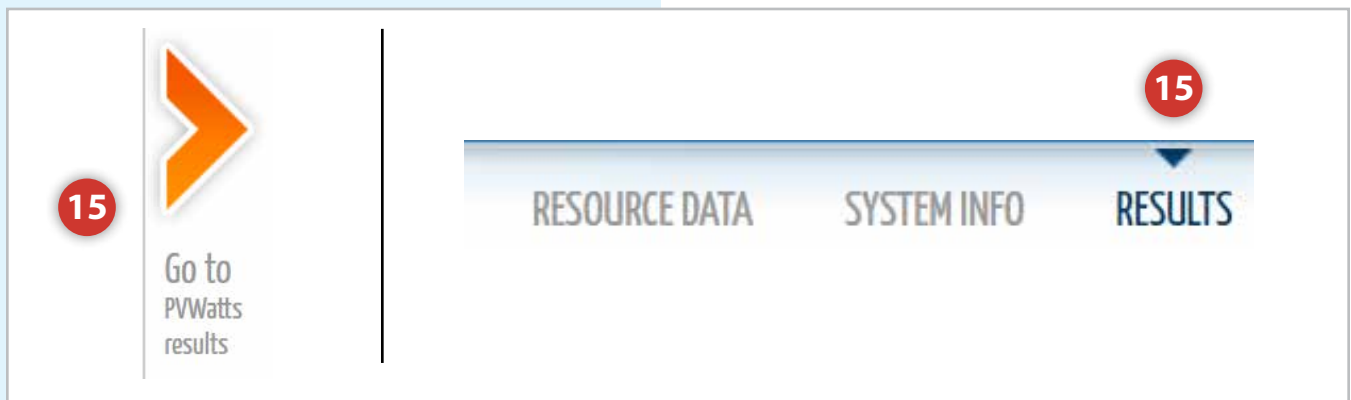 15
Go to
PVWatts
results
15
RESOURCE DATA SYSTEM INFO RESULTS